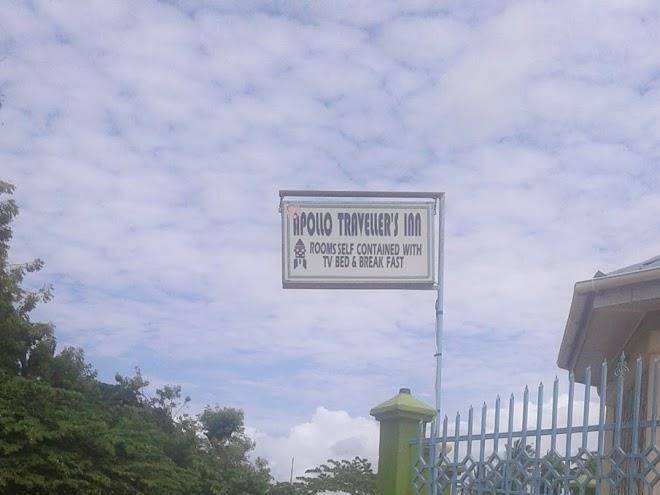 APOLLO TRAVELLER'S INN
ROOMS SELF CONTAINED WITH
TV BED & BREAK FAST